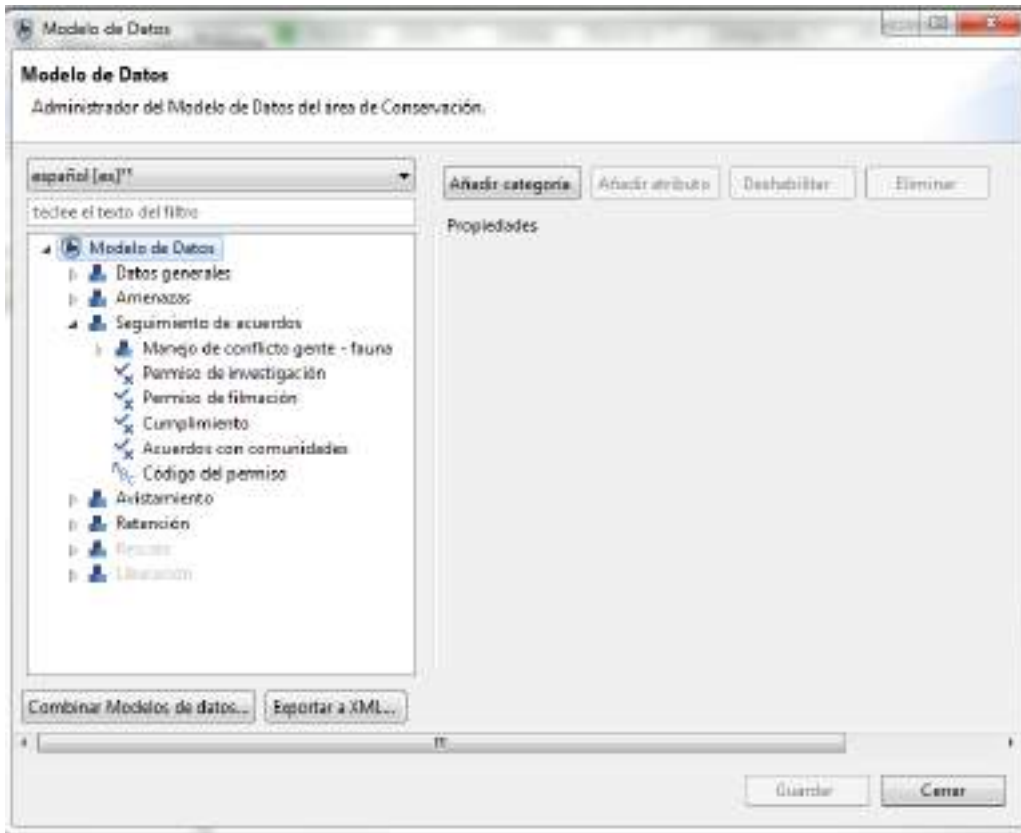 Modelo de Datos
Modelo de Datos
Administrador del Modelo de Datos del área de Conservación.
español [es]**
teclee el texto del filtro
Modelo de Datos
Datos generales
Amenazas
Seguimiento de acuerdos
Manejo de conflicto gente - fauna
Permiso de investigación
Permiso de filmación
Cumplimiento
Acuerdos con comunidades
Código del permiso
Avistamiento
Retención
Rescate
Liberación
Combinar Modelos de datos...
Exportar a XML...
Añadir categoría
Añadir atributo
Deshabilitar
Eliminar
Propiedades
Guardar
Cerrar